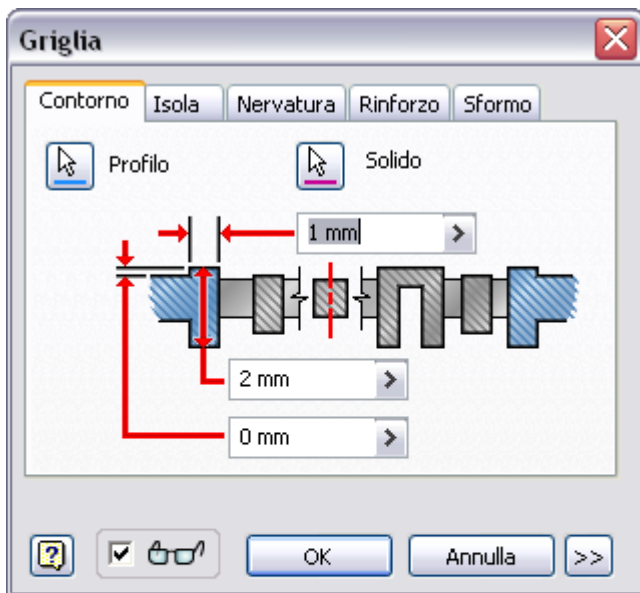 Griglia
Contorno Isola Nervatura Rinforzo Sformo
Profilo Solido
1 mm
2 mm
0 mm
OK Annulla >>